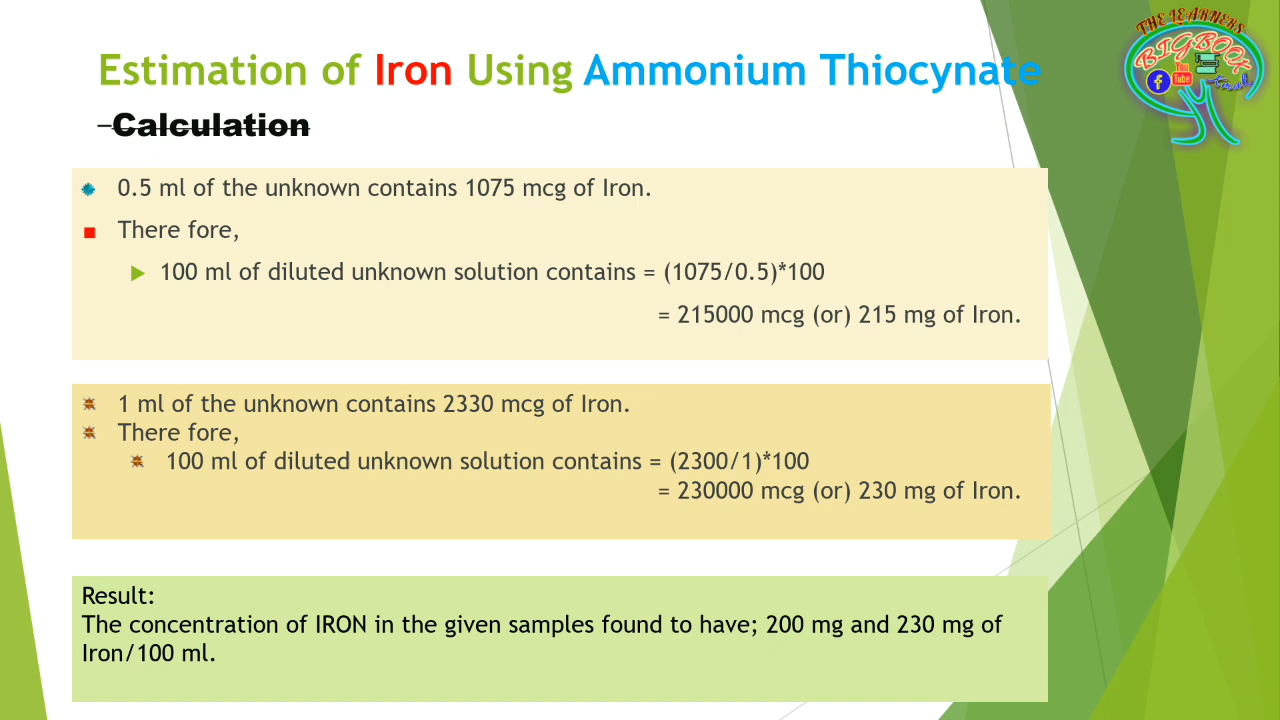 THE LEARNERS
BIGBOOK
You
Tube
f
Estimation of Iron Using Ammonium Thiocynate
–Calculation
0.5 ml of the unknown contains 1075 mcg of Iron.
There fore,
100 ml of diluted unknown solution contains = (1075/0.5)*100
= 215000 mcg (or) 215 mg of Iron.
1 ml of the unknown contains 2330 mcg of Iron.
There fore,
100 ml of diluted unknown solution contains = (2300/1)*100
= 230000 mcg (or) 230 mg of Iron.
Result:
The concentration of IRON in the given samples found to have; 200 mg and 230 mg of
Iron/100 ml.